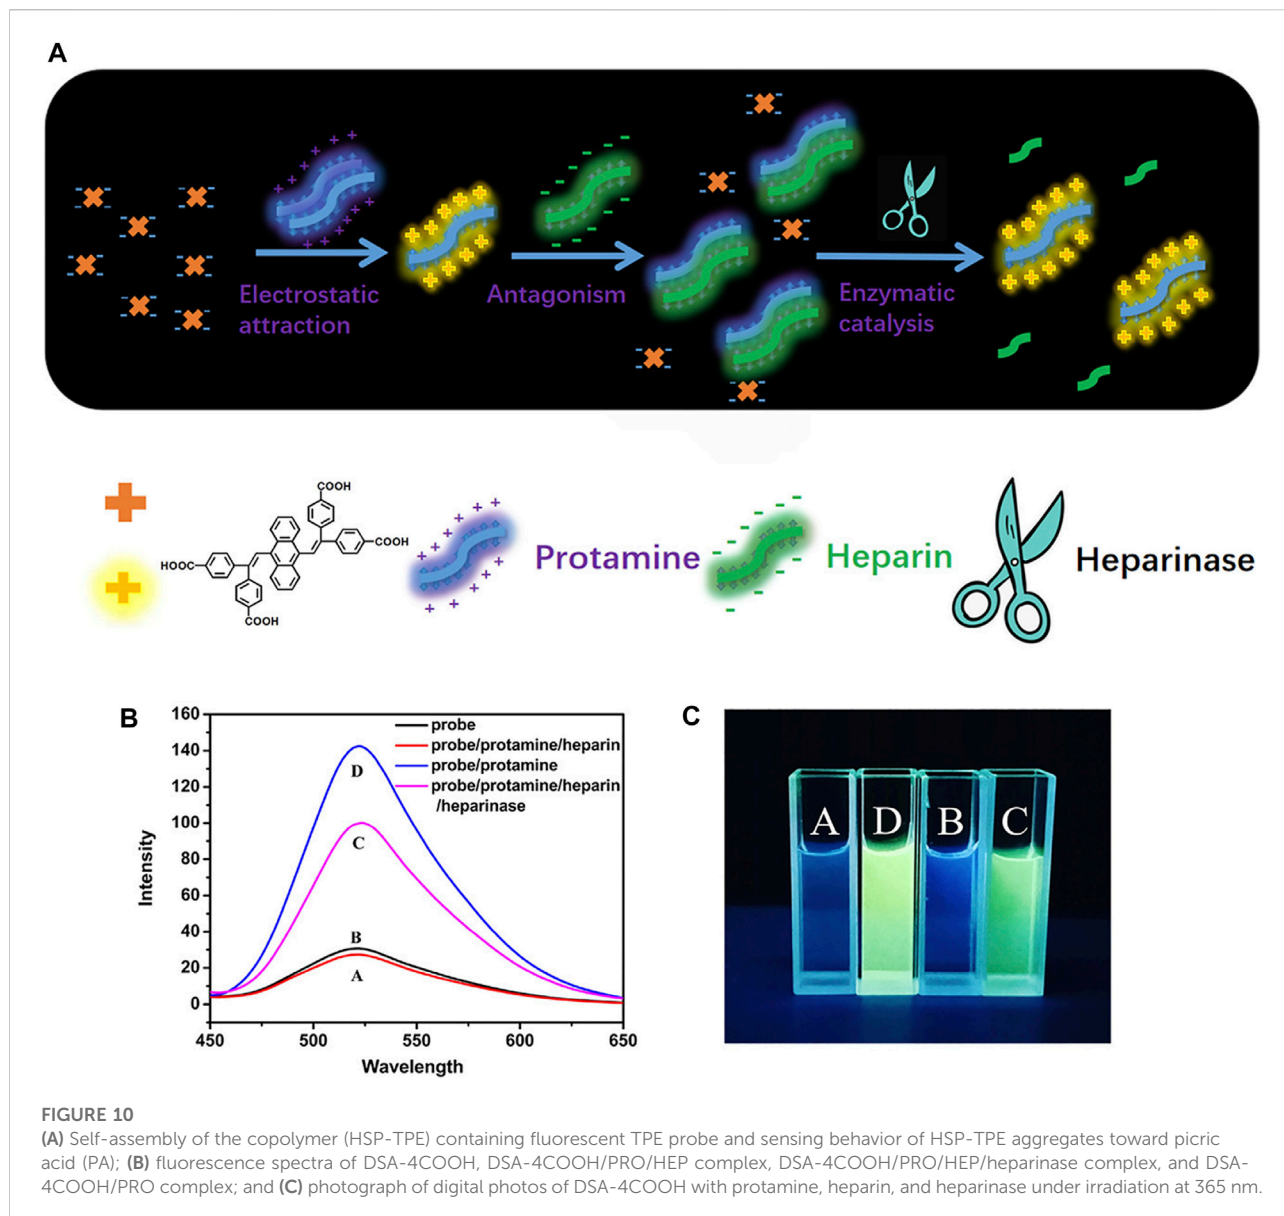 A
Electrostatic
attraction
Antagonism
Enzymatic
catalysis
COOH
COOH
HOOC
COOH
Protamine
Heparin
Heparinase
B
160
140
120
100
80
60
40
20
0
Intensity
450
500
550
600
650
Wavelength
probe
probe/protamine/heparin
probe/protamine
probe/protamine/heparin
/heparinase
D
C
B
A
C
A D B C
FIGURE 10
(A) Self-assembly of the copolymer (HSP-TPE) containing fluorescent TPE probe and sensing behavior of HSP-TPE aggregates toward picric
acid (PA); (B) fluorescence spectra of DSA-4COOH, DSA-4COOH/PRO/HEP complex, DSA-4COOH/PRO/HEP/heparinase complex, and DSA-
4COOH/PRO complex; and (C) photograph of digital photos of DSA-4COOH with protamine, heparin, and heparinase under irradiation at 365 nm.